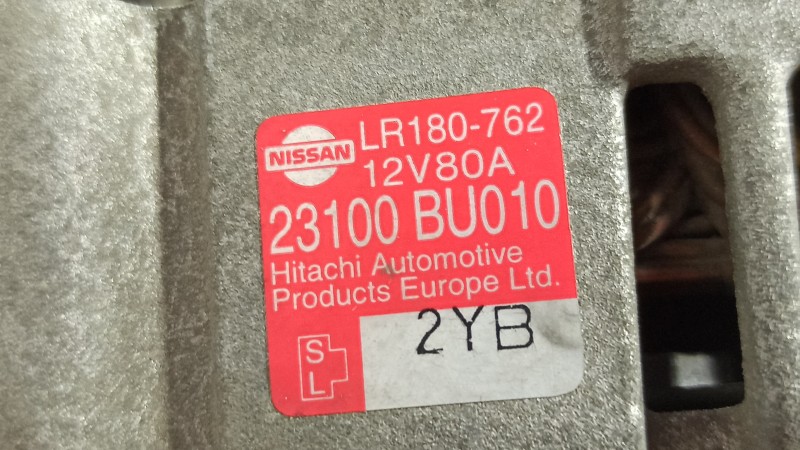 NISSAN
LR180-762
12V80A
23100 BU010
Hitachi Automotive
Products Europe Ltd.
2YB
S
L